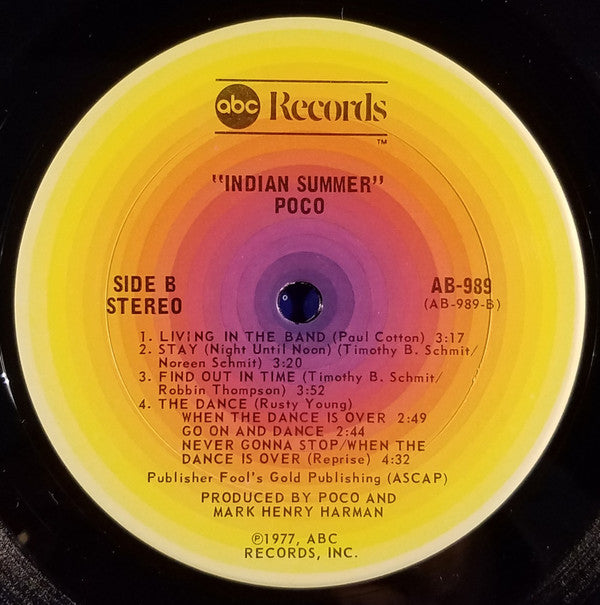 abc Records
TM
"INDIAN SUMMER"
POCO
SIDE B
STEREO
AB-989
(AB-989-B)
1. LIVING IN THE BAND (Paul Cotton) 3:17
2. STAY (Night Until Noon) (Timothy B. Schmit/
Noreen Schmit) 3:20
3. FIND OUT IN TIME (Timothy B. Schmit/
Robbin Thompson) 3:52
4. THE DANCE (Rusty Young)
WHEN THE DANCE IS OVER 2:49
GO ON AND DANCE 2:44
NEVER GONNA STOP/WHEN THE
DANCE IS OVER (Reprise) 4:32
Publisher Fool's Gold Publishing (ASCAP)
PRODUCED BY POCO AND
MARK HENRY HARMAN
℗1977, ABC
RECORDS, INC.